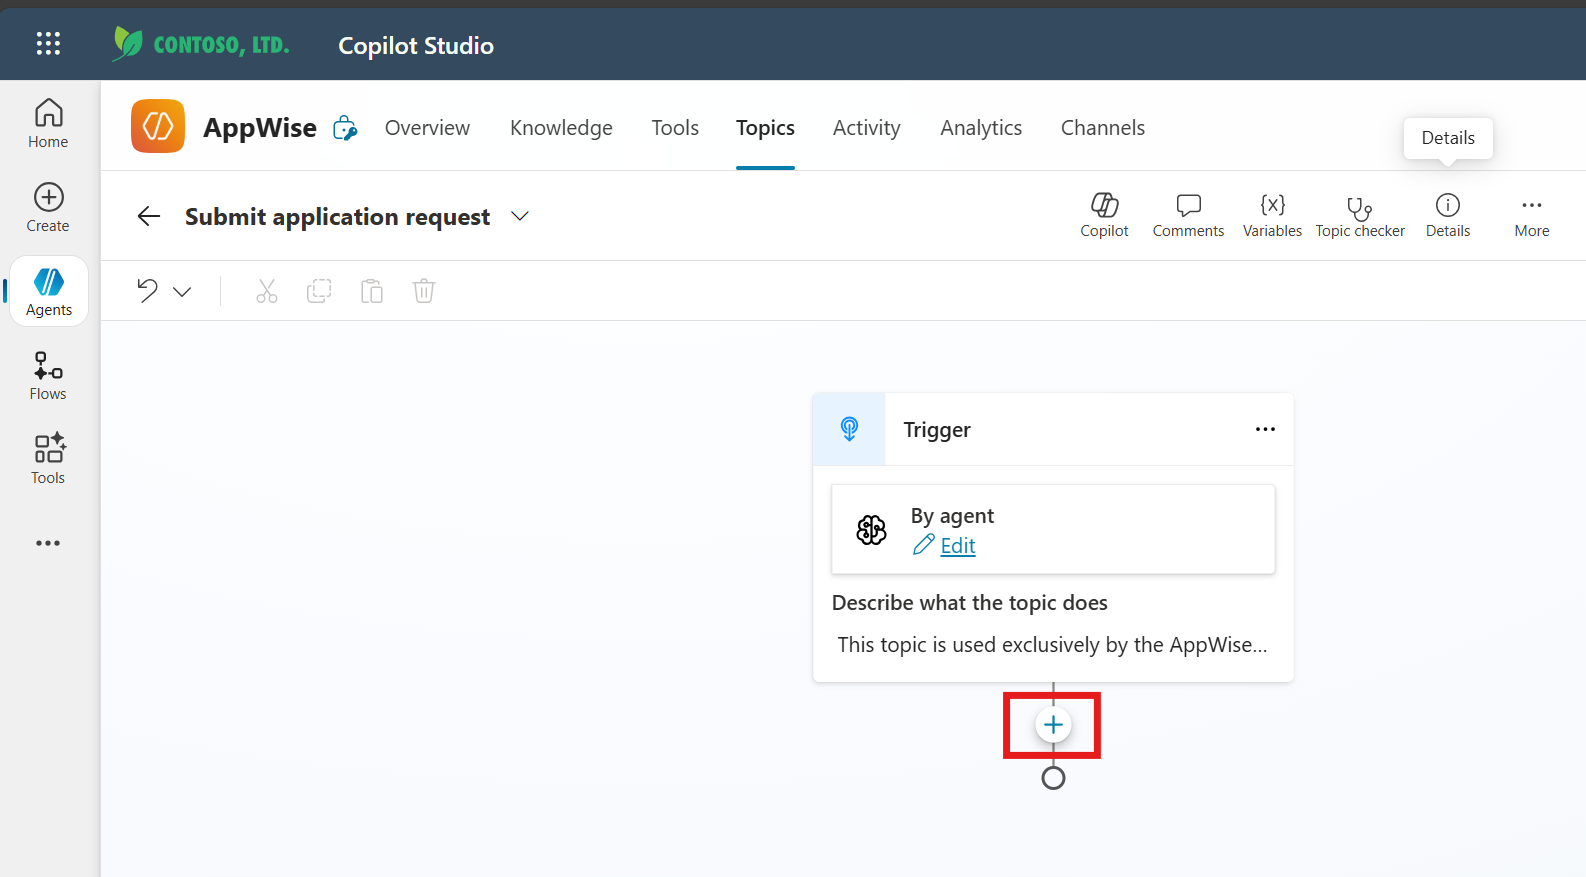 CONTOSO, LTD.
Copilot Studio
Home
Create
Agents
Flows
Tools
AppWise
Overview
Knowledge
Tools
Topics
Activity
Analytics
Channels
Details
Submit application request
Copilot
Comments
Variables
Topic checker
Details
More
Trigger
By agent
Edit
Describe what the topic does
This topic is used exclusively by the AppWise...